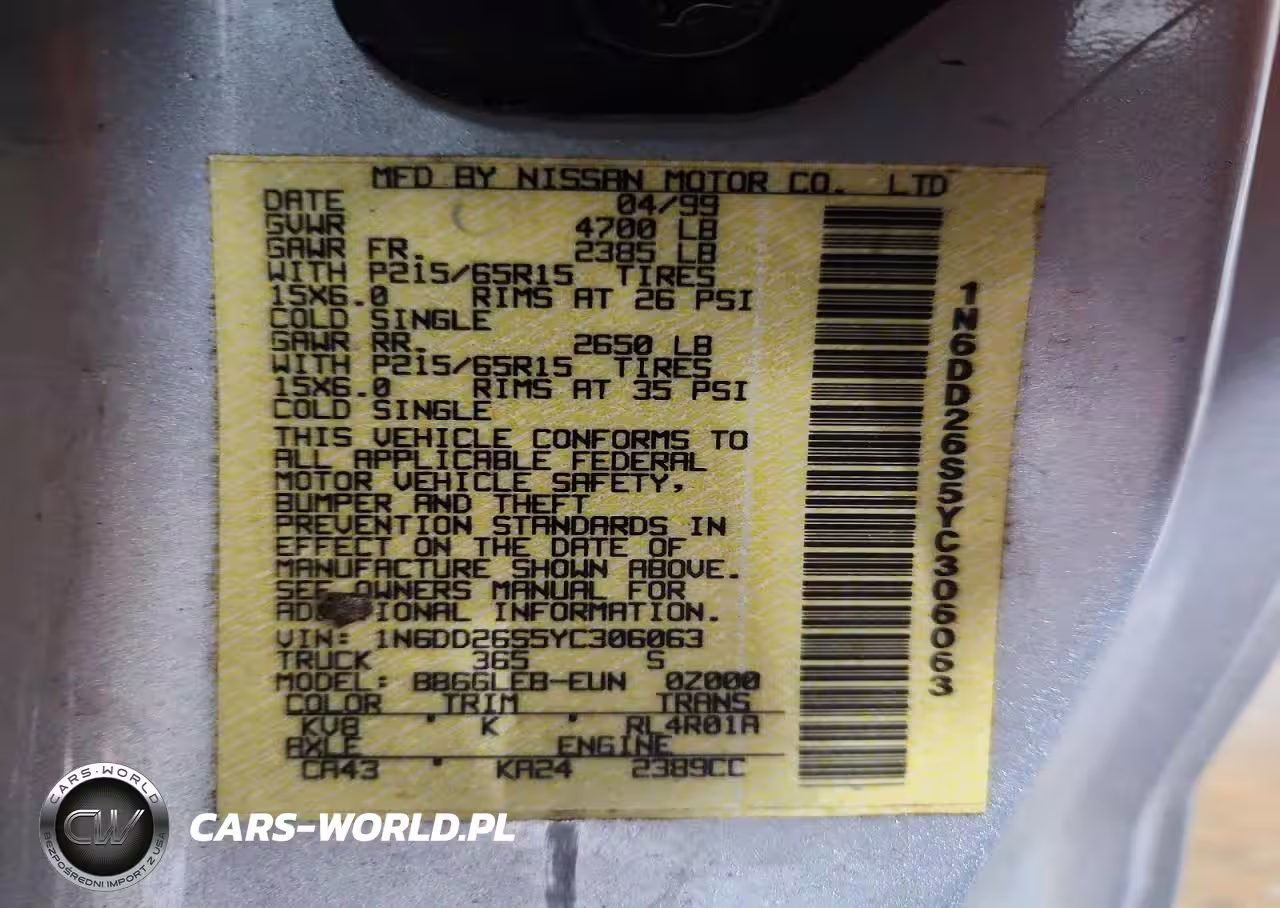 MFD BY NISSAN MOTOR CO. LTD
DATE 04/99
GVWR 4700 LB
GAWR FR. 2385 LB
WITH P215/65R15 TIRES
15X6.0 RIMS AT 26 PSI
COLD SINGLE
GAWR RR. 2650 LB
WITH P215/65R15 TIRES
15X6.0 RIMS AT 35 PSI
COLD SINGLE
THIS VEHICLE CONFORMS TO
ALL APPLICABLE FEDERAL
MOTOR VEHICLE SAFETY,
BUMPER AND THEFT
PREVENTION STANDARDS IN
EFFECT ON THE DATE OF
MANUFACTURE SHOWN ABOVE.
SEE OWNERS MANUAL FOR
AD IONAL INFORMATION.
VIN: 1N6DD26S5YC306063
TRUCK 365 S
MODEL: BBGGLEB-EUN 0Z000
COLOR TRIM TRANS
KV8 * K * RL4R01A
AXLE ENGINE
CA43 * KA24 2389CC
1N6DD26S5YC306063
CARS-WORLD
CW
BEZPOŚREDNI IMPORT Z USA
CARS-WORLD.PL